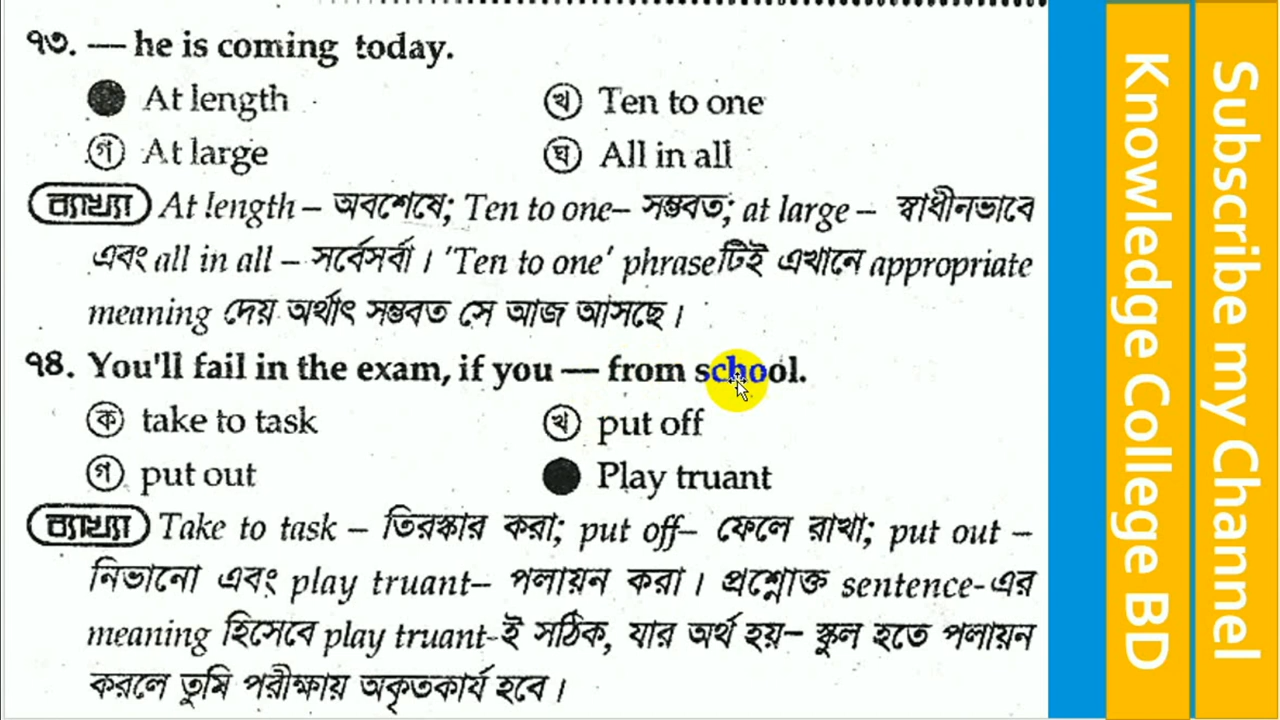 ৭৩. — he is coming today.
At length
খ Ten to one
গ At large
ঘ All in all
ব্যাখ্যা At length – অবশেষে; Ten to one– সম্ভবত; at large – স্বাধীনভাবে
এবং all in all – সর্বেসর্বা। 'Ten to one' phraseটিই এখানে appropriate
meaning দেয় অর্থাৎ সম্ভবত সে আজ আসছে।
৭৪. You'll fail in the exam, if you — from school.
ক take to task
খ put off
গ put out
Play truant
ব্যাখ্যা Take to task – তিরস্কার করা; put off– ফেলে রাখা; put out –
নিভানো এবং play truant– পলায়ন করা। প্রশ্নোক্ত sentence-এর
meaning হিসেবে play truant-ই সঠিক, যার অর্থ হয়– স্কুল হতে পলায়ন
করলে তুমি পরীক্ষায় অকৃতকার্য হবে।
Subscribe my Channel
Knowledge College BD